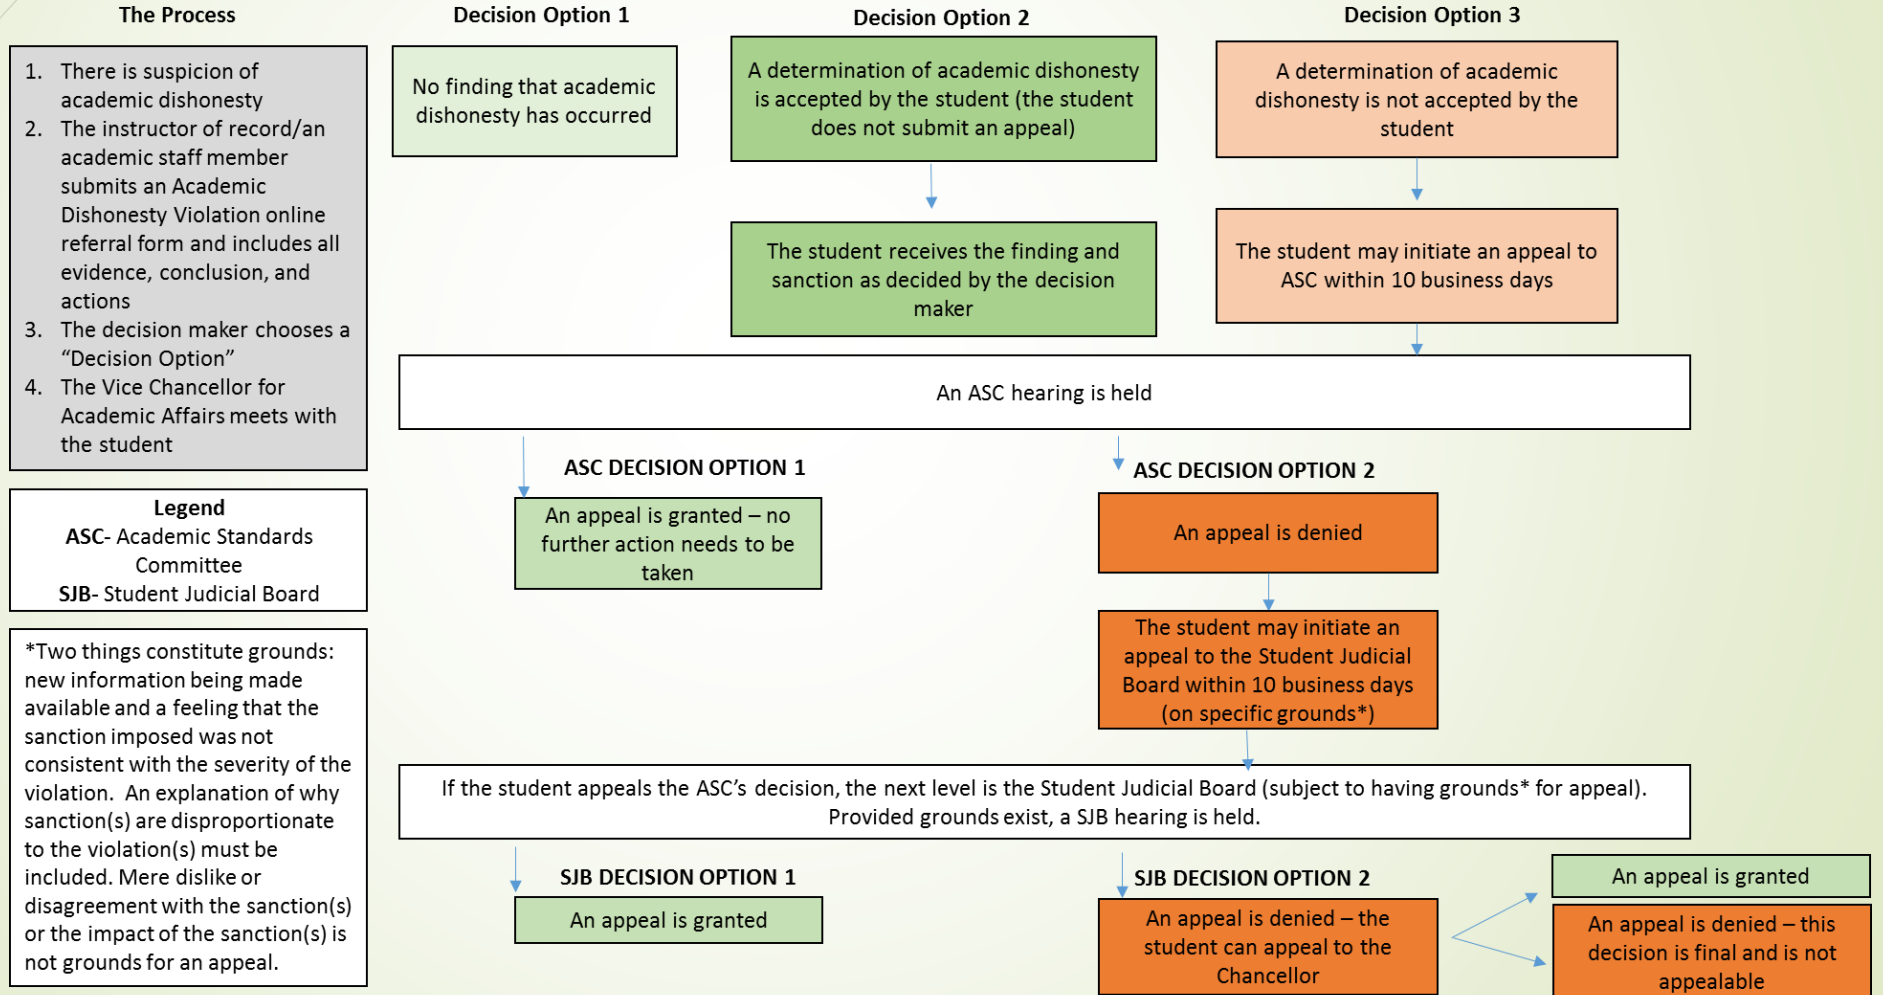 The Process
1. There is suspicion of
academic dishonesty
2. The instructor of record/an
academic staff member
submits an Academic
Dishonesty Violation online
referral form and includes all
evidence, conclusion, and
actions
3. The decision maker chooses a
“Decision Option”
4. The Vice Chancellor for
Academic Affairs meets with
the student
Legend
ASC- Academic Standards
Committee
SJB- Student Judicial Board
*Two things constitute grounds:
new information being made
available and a feeling that the
sanction imposed was not
consistent with the severity of the
violation. An explanation of why
sanction(s) are disproportionate
to the violation(s) must be
included. Mere dislike or
disagreement with the sanction(s)
or the impact of the sanction(s) is
not grounds for an appeal.
Decision Option 1
No finding that academic
dishonesty has occurred
Decision Option 2
A determination of academic dishonesty
is accepted by the student (the student
does not submit an appeal)
The student receives the finding and
sanction as decided by the decision
maker
Decision Option 3
A determination of academic
dishonesty is not accepted by the
student
The student may initiate an appeal to
ASC within 10 business days
An ASC hearing is held
ASC DECISION OPTION 1
An appeal is granted – no
further action needs to be
taken
ASC DECISION OPTION 2
An appeal is denied
The student may initiate an
appeal to the Student Judicial
Board within 10 business days
(on specific grounds*)
If the student appeals the ASC’s decision, the next level is the Student Judicial Board (subject to having grounds* for appeal).
Provided grounds exist, a SJB hearing is held.
SJB DECISION OPTION 1
An appeal is granted
SJB DECISION OPTION 2
An appeal is denied – the
student can appeal to the
Chancellor
An appeal is granted
An appeal is denied – this
decision is final and is not
appealable